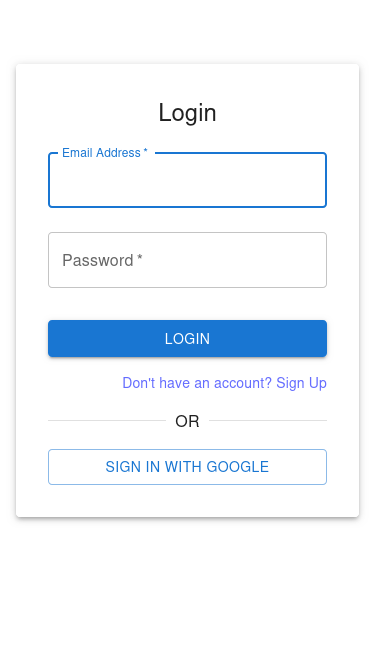 Login
Email Address *
Password *
LOGIN
Don't have an account? Sign Up
OR
SIGN IN WITH GOOGLE